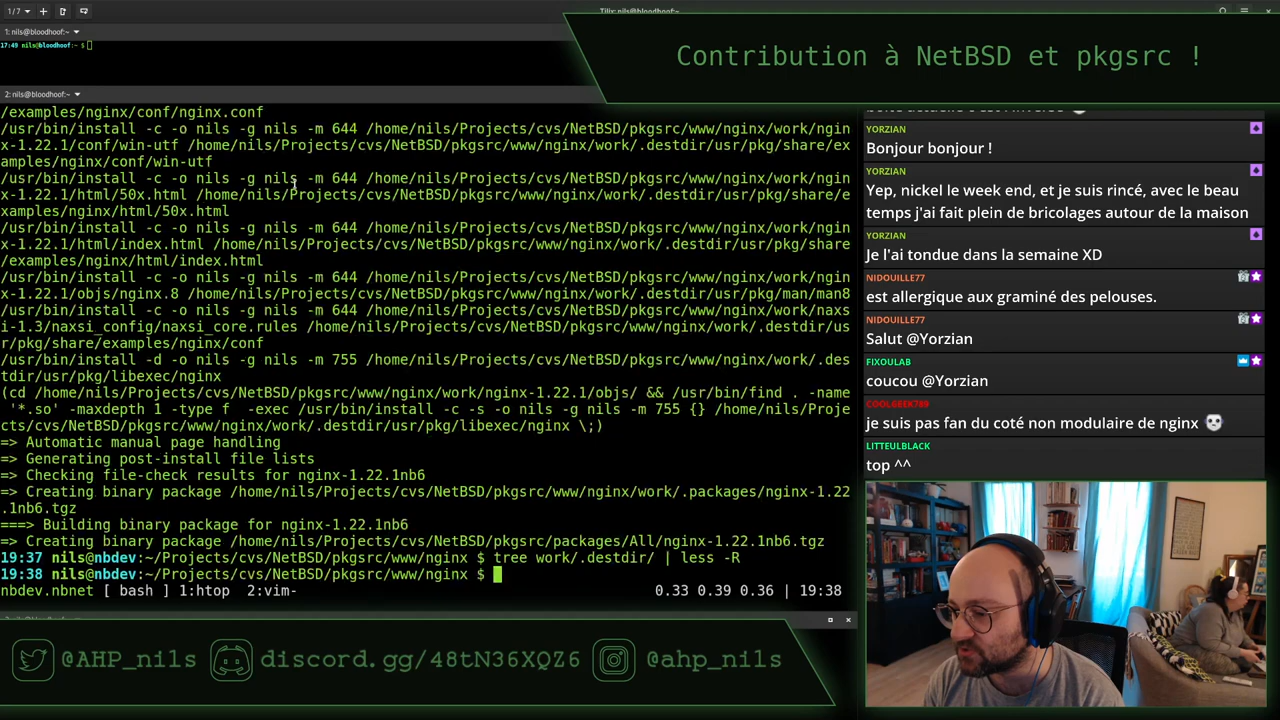 1/7
Tilix: nils@bloodhoof:~
1: nils@bloodhoof:~
17:49 nils@bloodhoof:~ $
Contribution à NetBSD et pkgsrc !
2: nils@bloodhoof:~
/examples/nginx/conf/nginx.conf
/usr/bin/install -c -o nils -g nils -m 644 /home/nils/Projects/cvs/NetBSD/pkgsrc/www/nginx/work/ngin
x-1.22.1/conf/win-utf /home/nils/Projects/cvs/NetBSD/pkgsrc/www/nginx/work/.destdir/usr/pkg/share/ex
amples/nginx/conf/win-utf
/usr/bin/install -c -o nils -g nils -m 644 /home/nils/Projects/cvs/NetBSD/pkgsrc/www/nginx/work/ngin
x-1.22.1/html/50x.html /home/nils/Projects/cvs/NetBSD/pkgsrc/www/nginx/work/.destdir/usr/pkg/share/e
xamples/nginx/html/50x.html
/usr/bin/install -c -o nils -g nils -m 644 /home/nils/Projects/cvs/NetBSD/pkgsrc/www/nginx/work/ngin
x-1.22.1/html/index.html /home/nils/Projects/cvs/NetBSD/pkgsrc/www/nginx/work/.destdir/usr/pkg/share
/examples/nginx/html/index.html
/usr/bin/install -c -o nils -g nils -m 644 /home/nils/Projects/cvs/NetBSD/pkgsrc/www/nginx/work/ngin
x-1.22.1/objs/nginx.8 /home/nils/Projects/cvs/NetBSD/pkgsrc/www/nginx/work/.destdir/usr/pkg/man/man8
/usr/bin/install -c -o nils -g nils -m 644 /home/nils/Projects/cvs/NetBSD/pkgsrc/www/nginx/work/naxs
i-1.3/naxsi_config/naxsi_core.rules /home/nils/Projects/cvs/NetBSD/pkgsrc/www/nginx/work/.destdir/us
r/pkg/share/examples/nginx/conf
/usr/bin/install -d -o nils -g nils -m 755 /home/nils/Projects/cvs/NetBSD/pkgsrc/www/nginx/work/.des
tdir/usr/pkg/libexec/nginx
(cd /home/nils/Projects/cvs/NetBSD/pkgsrc/www/nginx/work/nginx-1.22.1/objs/ && /usr/bin/find . -name
'*.so' -maxdepth 1 -type f  -exec /usr/bin/install -c -s -o nils -g nils -m 755 {} /home/nils/Proje
cts/cvs/NetBSD/pkgsrc/www/nginx/work/.destdir/usr/pkg/libexec/nginx \;)
=> Automatic manual page handling
=> Generating post-install file lists
=> Checking file-check results for nginx-1.22.1nb6
=> Creating binary package /home/nils/Projects/cvs/NetBSD/pkgsrc/www/nginx/work/.packages/nginx-1.22
.1nb6.tgz
===> Building binary package for nginx-1.22.1nb6
=> Creating binary package /home/nils/Projects/cvs/NetBSD/pkgsrc/packages/All/nginx-1.22.1nb6.tgz
19:37 nils@nbdev:~/Projects/cvs/NetBSD/pkgsrc/www/nginx $ tree work/.destdir/ | less -R
19:38 nils@nbdev:~/Projects/cvs/NetBSD/pkgsrc/www/nginx $
nbdev.nbnet [ bash ] 1:htop  2:vim-  0.33 0.39 0.36 | 19:38
YORZIAN
Bonjour bonjour !
YORZIAN
Yep, nickel le week end, et je suis rincé, avec le beau
temps j'ai fait plein de bricolages autour de la maison
YORZIAN
Je l'ai tondue dans la semaine XD
NIDOUILLE77
est allergique aux graminé des pelouses.
NIDOUILLE77
Salut @Yorzian
FIXOULAB
coucou @Yorzian
COOLGEEK789
je suis pas fan du coté non modulaire de nginx
LITTEULBLACK
top ^^
@AHP_nils
discord.gg/48tN36XQZ6
@ahp_nils